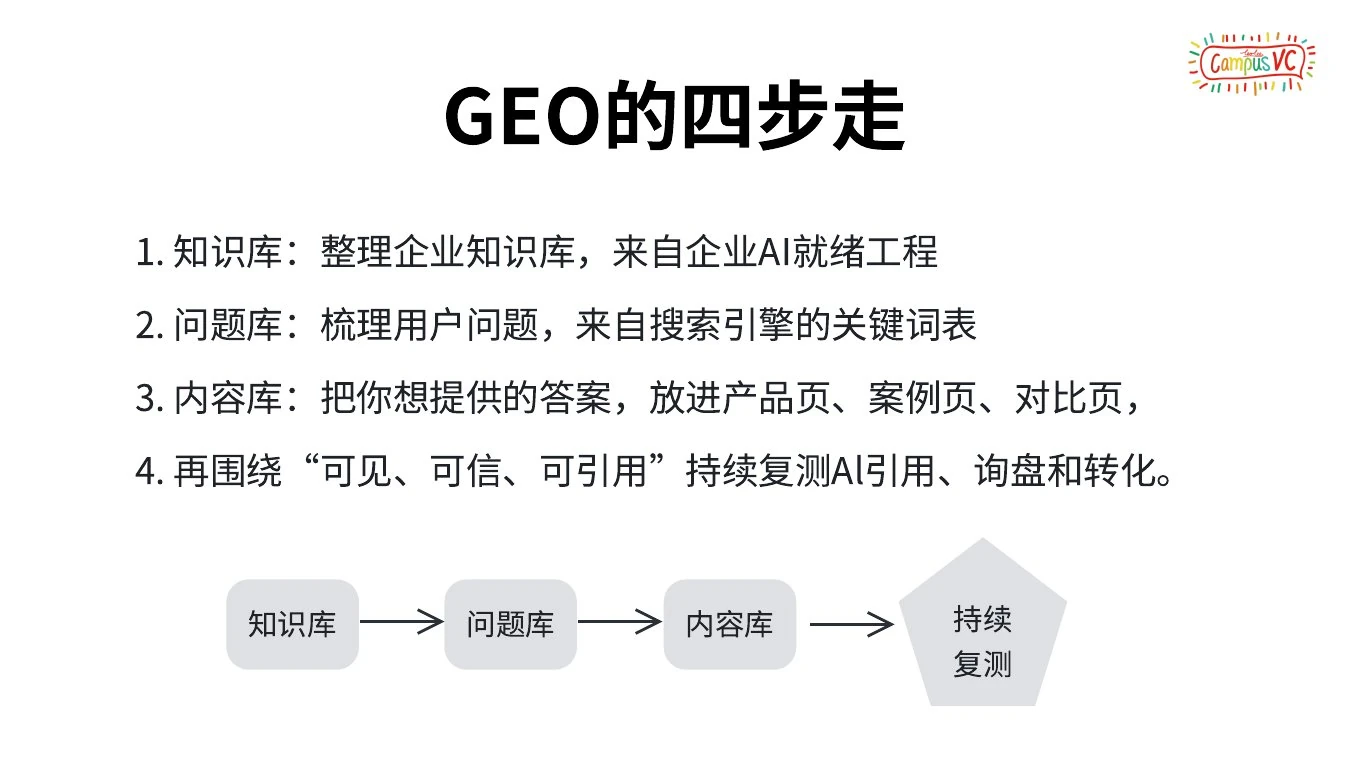 Campus VC
GEO的四步走
1. 知识库：整理企业知识库，来自企业AI就绪工程
2. 问题库：梳理用户问题，来自搜索引擎的关键词表
3. 内容库：把你想提供的答案，放进产品页、案例页、对比页，
4. 再围绕“可见、可信、可引用”持续复测Al引用、询盘和转化。
知识库
问题库
内容库
持续
复测